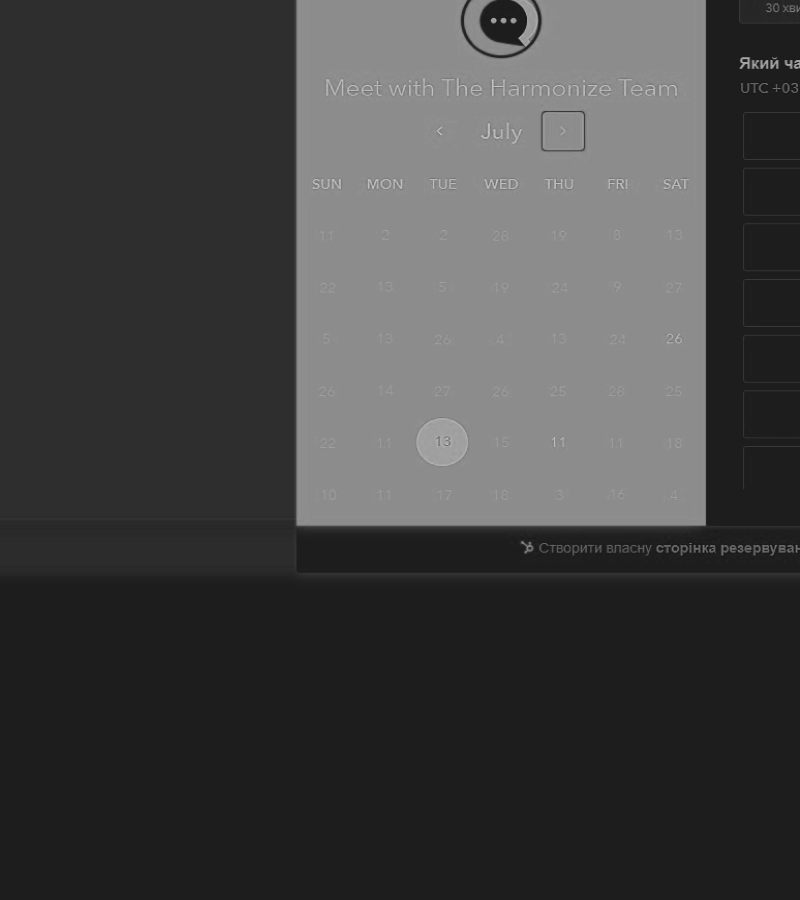 30 хви
Meet with The Harmonize Team
Який ча
UTC +03
July
SUN MON TUE WED THU FRI SAT
11 2 2 28 19 8 13
22 13 5 19 24 9 27
5 13 26 4 13 24 26
26 14 27 26 25 28 25
22 11 13 15 11 11 18
10 11 17 18 3 16 4
Створити власну сторінка резервуван